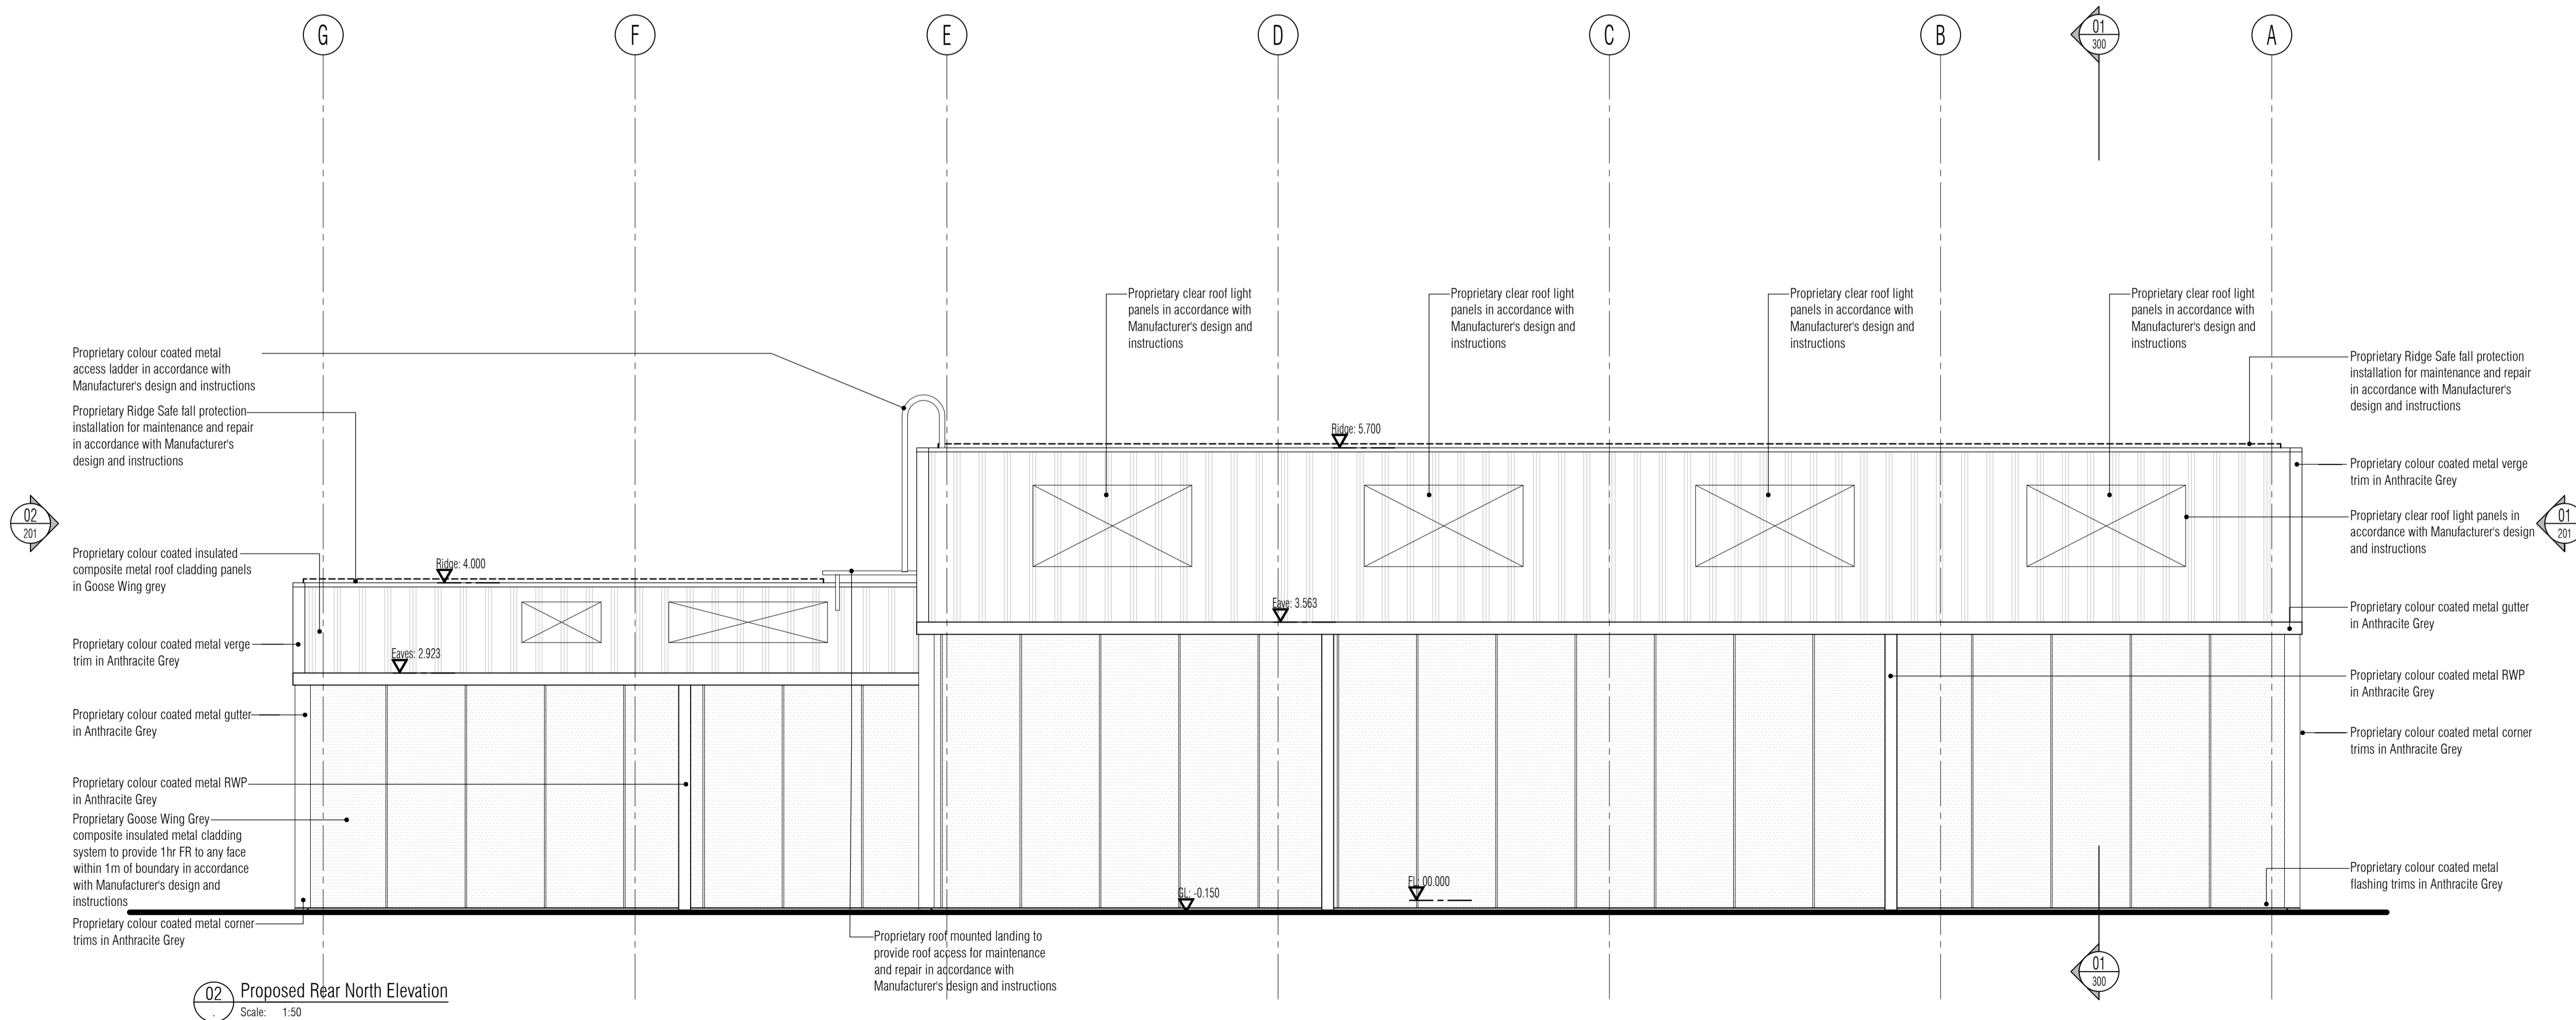 G
F
E
D
C
B
01
300
A
Proprietary clear roof light
panels in accordance with
Manufacturer's design and
instructions
Proprietary clear roof light
panels in accordance with
Manufacturer's design and
instructions
Proprietary clear roof light
panels in accordance with
Manufacturer's design and
instructions
Proprietary clear roof light
panels in accordance with
Manufacturer's design and
instructions
Proprietary colour coated metal
access ladder in accordance with
Manufacturer's design and instructions
Proprietary Ridge Safe fall protection
installation for maintenance and repair
in accordance with Manufacturer's
design and instructions
02
201
Proprietary colour coated insulated
composite metal roof cladding panels
in Goose Wing grey
Proprietary colour coated metal verge
trim in Anthracite Grey
Proprietary colour coated metal gutter
in Anthracite Grey
Proprietary colour coated metal RWP
in Anthracite Grey
Proprietary Goose Wing Grey
composite insulated metal cladding
system to provide 1hr FR to any face
within 1m of boundary in accordance
with Manufacturer's design and
instructions
Proprietary colour coated metal corner
trims in Anthracite Grey
Ridge: 4.000
Eaves: 2.923
Ridge: 5.700
Eave: 3.563
GL: -0.150
FL: 00.000
Proprietary Ridge Safe fall protection
installation for maintenance and repair
in accordance with Manufacturer's
design and instructions
Proprietary colour coated metal verge
trim in Anthracite Grey
Proprietary clear roof light panels in
accordance with Manufacturer's design
and instructions
01
201
Proprietary colour coated metal gutter
in Anthracite Grey
Proprietary colour coated metal RWP
in Anthracite Grey
Proprietary colour coated metal corner
trims in Anthracite Grey
Proprietary colour coated metal
flashing trims in Anthracite Grey
Proprietary roof mounted landing to
provide roof access for maintenance
and repair in accordance with
Manufacturer's design and instructions
01
300
02
Proposed Rear North Elevation
Scale: 1:50